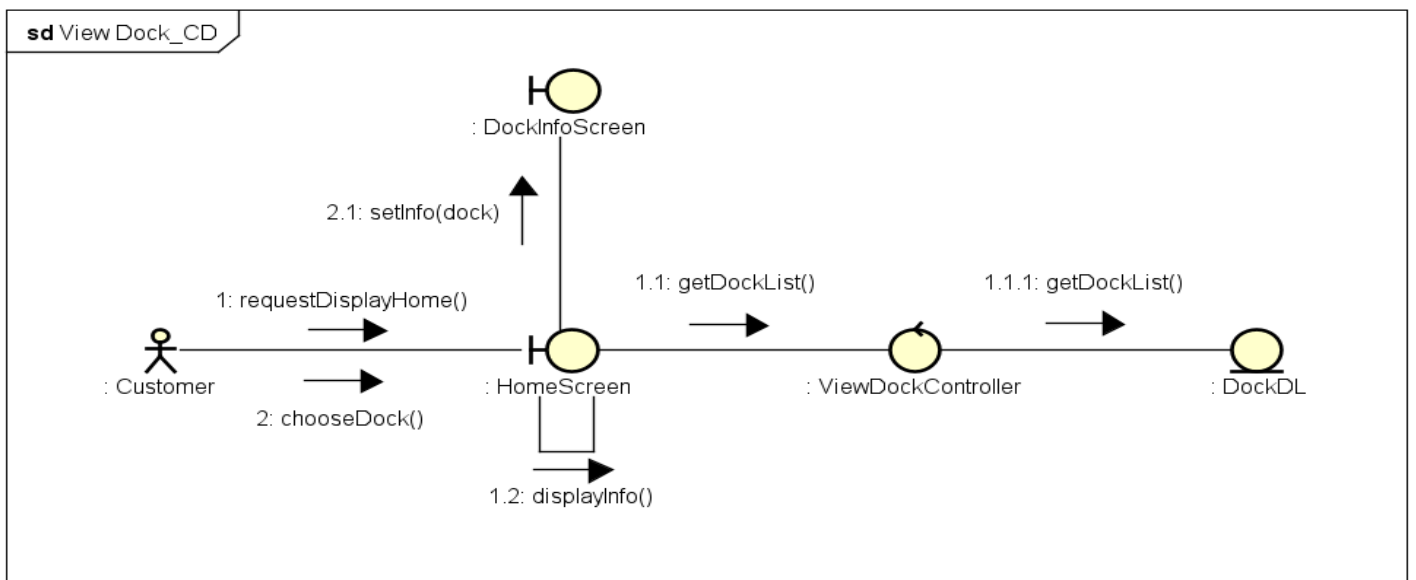 sd View Dock_CD
: DockInfoScreen
2.1: setInfo(dock)
1.1: getDockList()
1.1.1: getDockList()
1: requestDisplayHome()
: Customer
: HomeScreen
: ViewDockController
: DockDL
2: chooseDock()
1.2: displayInfo()